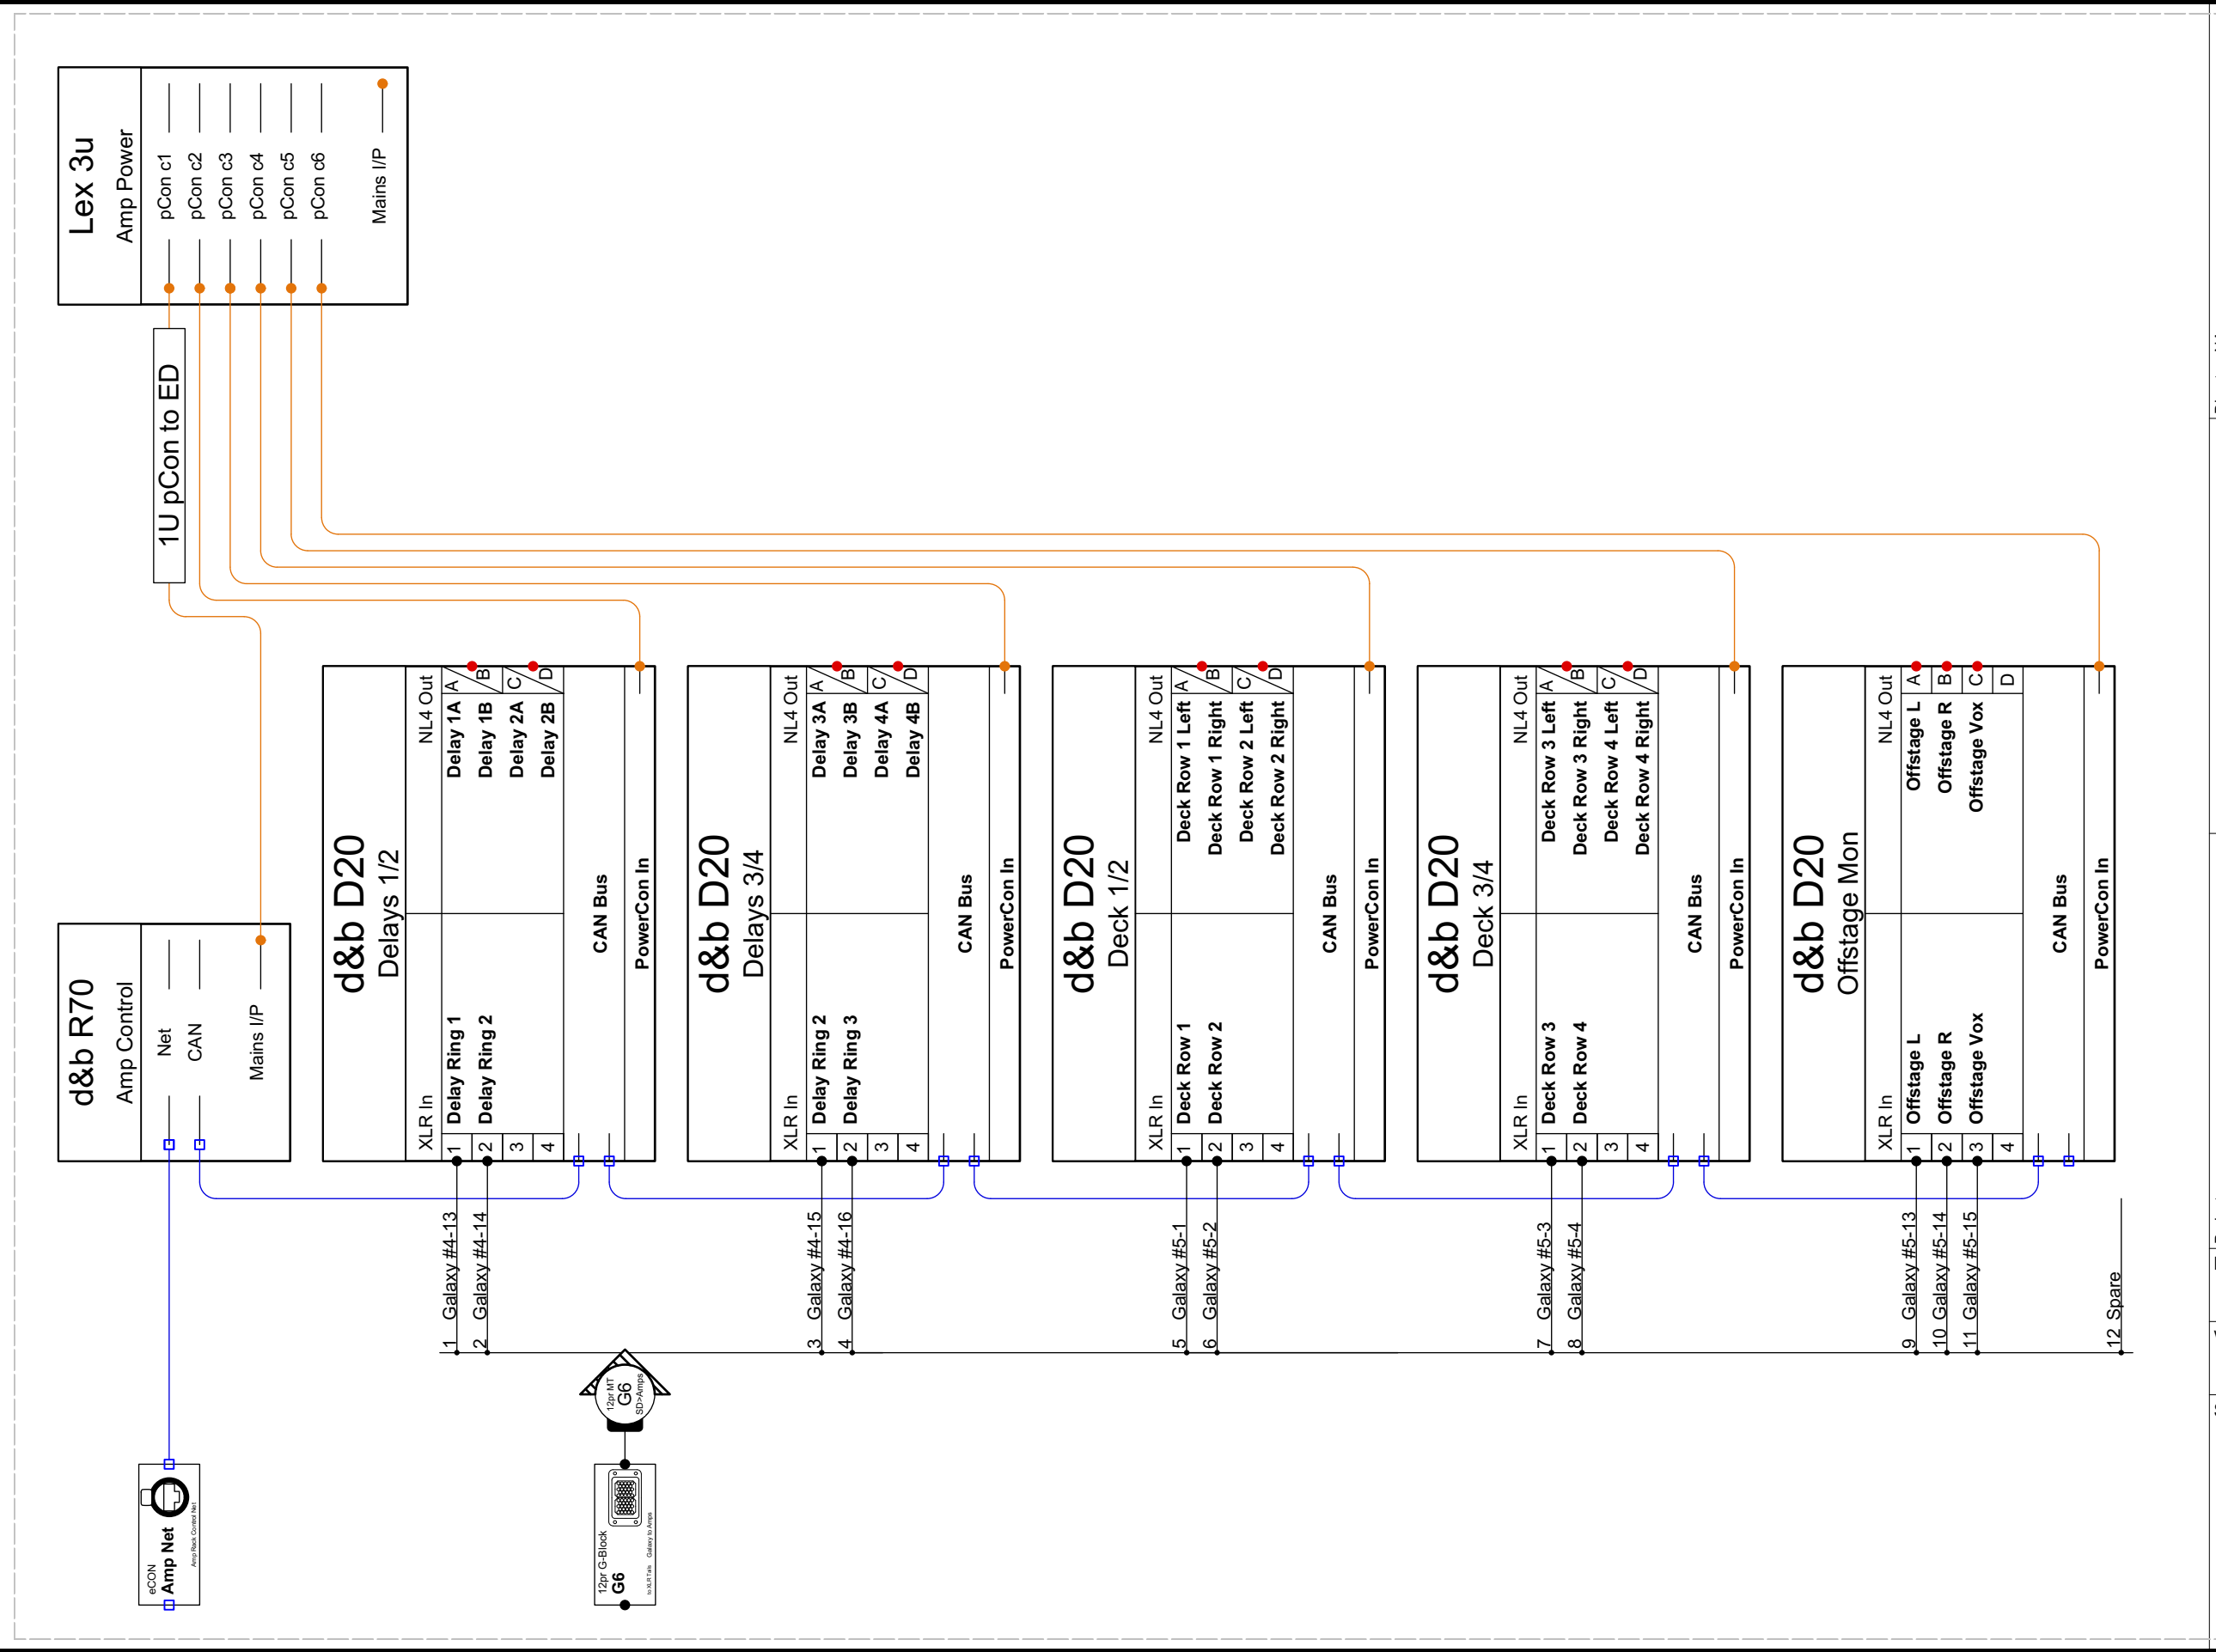 Lex 3u
Amp Power
pCon c1
pCon c2
pCon c3
pCon c4
pCon c5
pCon c6
Mains I/P
1U pCon to ED
d&b R70
Amp Control
Net
CAN
Mains I/P
eCON
Amp Net
Amp Rack Control Net
12pr G-Block
G6
to XLR Tails Galaxy to Amps
12pr MT
G6
SD>Amps
d&b D20
Delays 1/2
XLR In NL4 Out
1 Delay Ring 1 Delay 1A A
2 Delay Ring 2 Delay 1B B
3 Delay 2A C
4 Delay 2B D
CAN Bus
PowerCon In
1 Galaxy #4-13
2 Galaxy #4-14
d&b D20
Delays 3/4
XLR In NL4 Out
1 Delay Ring 2 Delay 3A A
2 Delay Ring 3 Delay 3B B
3 Delay 4A C
4 Delay 4B D
CAN Bus
PowerCon In
3 Galaxy #4-15
4 Galaxy #4-16
d&b D20
Deck 1/2
XLR In NL4 Out
1 Deck Row 1 Deck Row 1 Left A
2 Deck Row 2 Deck Row 1 Right B
3 Deck Row 2 Left C
4 Deck Row 2 Right D
CAN Bus
PowerCon In
5 Galaxy #5-1
6 Galaxy #5-2
d&b D20
Deck 3/4
XLR In NL4 Out
1 Deck Row 3 Deck Row 3 Left A
2 Deck Row 4 Deck Row 3 Right B
3 Deck Row 4 Left C
4 Deck Row 4 Right D
CAN Bus
PowerCon In
7 Galaxy #5-3
8 Galaxy #5-4
d&b D20
Offstage Mon
XLR In NL4 Out
1 Offstage L Offstage L A
2 Offstage R Offstage R B
3 Offstage Vox Offstage Vox C
4 D
CAN Bus
PowerCon In
9 Galaxy #5-13
10 Galaxy #5-14
11 Galaxy #5-15
12 Spare